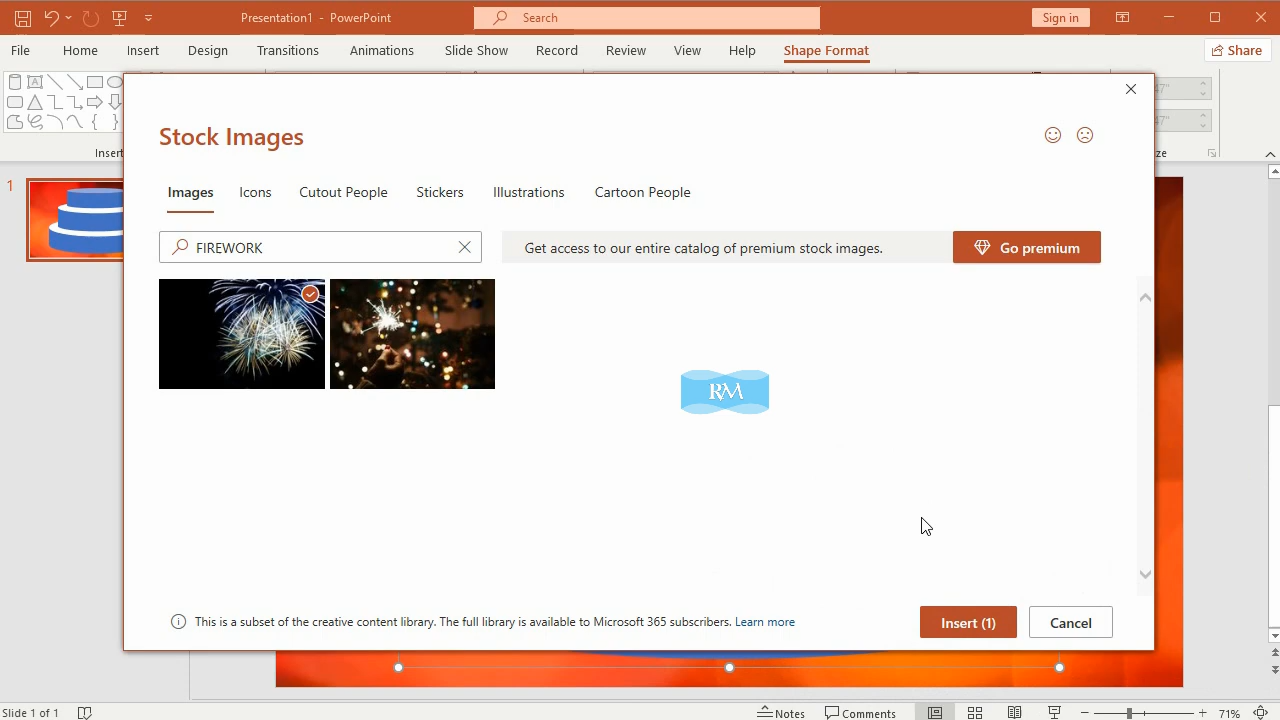 Presentation1 - PowerPoint
Search
Sign in
File Home Insert Design Transitions Animations Slide Show Record Review View Help Shape Format
Share
Stock Images
Images Icons Cutout People Stickers Illustrations Cartoon People
FIREWORK
Get access to our entire catalog of premium stock images.
Go premium
1
RM
This is a subset of the creative content library. The full library is available to Microsoft 365 subscribers. Learn more
Insert (1)
Cancel
Slide 1 of 1
Notes
Comments
71%